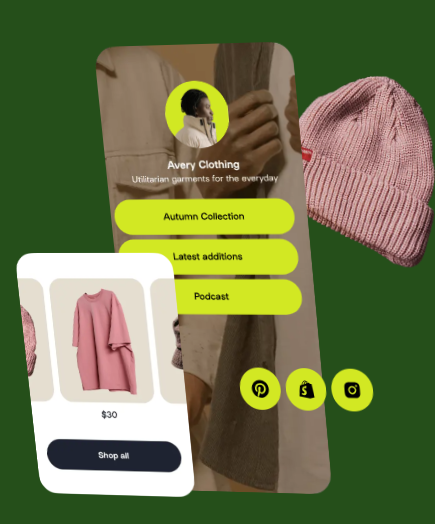 Avery Clothing
Utilitarian garments for the everyday
Autumn Collection
Latest additions
Podcast
$30
Shop all